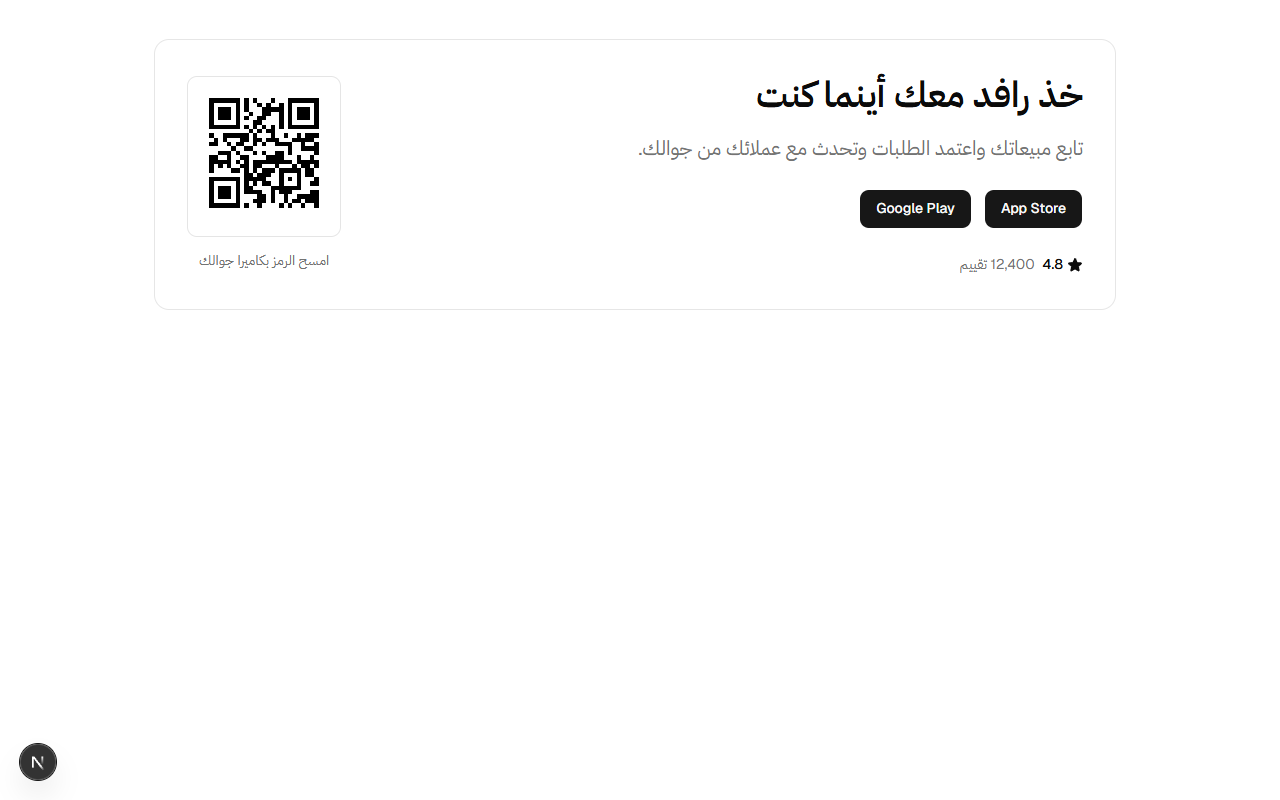 خذ رافد معك أينما كنت
تابع مبيعاتك واعتمد الطلبات وتحدث مع عملائك من جوالك.
App Store
Google Play
4.8 12,400 تقييم
امسح الرمز بكاميرا جوالك
N